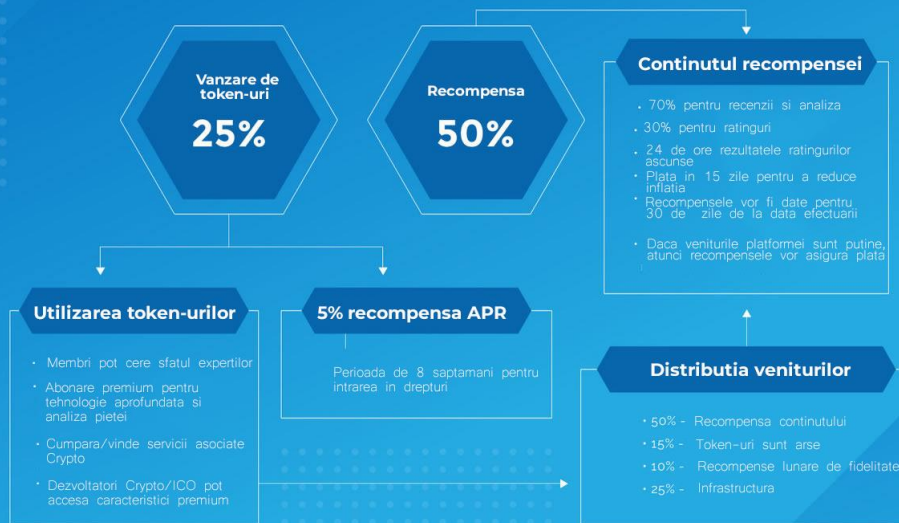 Vanzare de
token-uri
25%
Recompensa
50%
Continutul recompensei
• 70% pentru recenzii si analiza
• 30% pentru ratinguri
• 24 de ore rezultatele ratingurilor
ascunse
• Plata in 15 zile pentru a reduce
inflatia
• Recompensele vor fi date pentru
30 de zile de la data efectuarii
• Daca veniturile platformei sunt putine,
atunci recompensele vor asigura plata
Utilizarea token-urilor
• Membri pot cere sfatul expertilor
• Abonare premium pentru
tehnologie aprofundata si
analiza pietei
• Cumpara/vinde servicii asociate
Crypto
• Dezvoltatori Crypto/ICO pot
accesa caracteristici premium
5% recompensa APR
Perioada de 8 saptamani pentru
intrarea in drepturi
Distributia veniturilor
• 50% - Recompensa continutului
• 15% - Token-uri sunt arse
• 10% - Recompense lunare de fidelitate
• 25% - Infrastructura